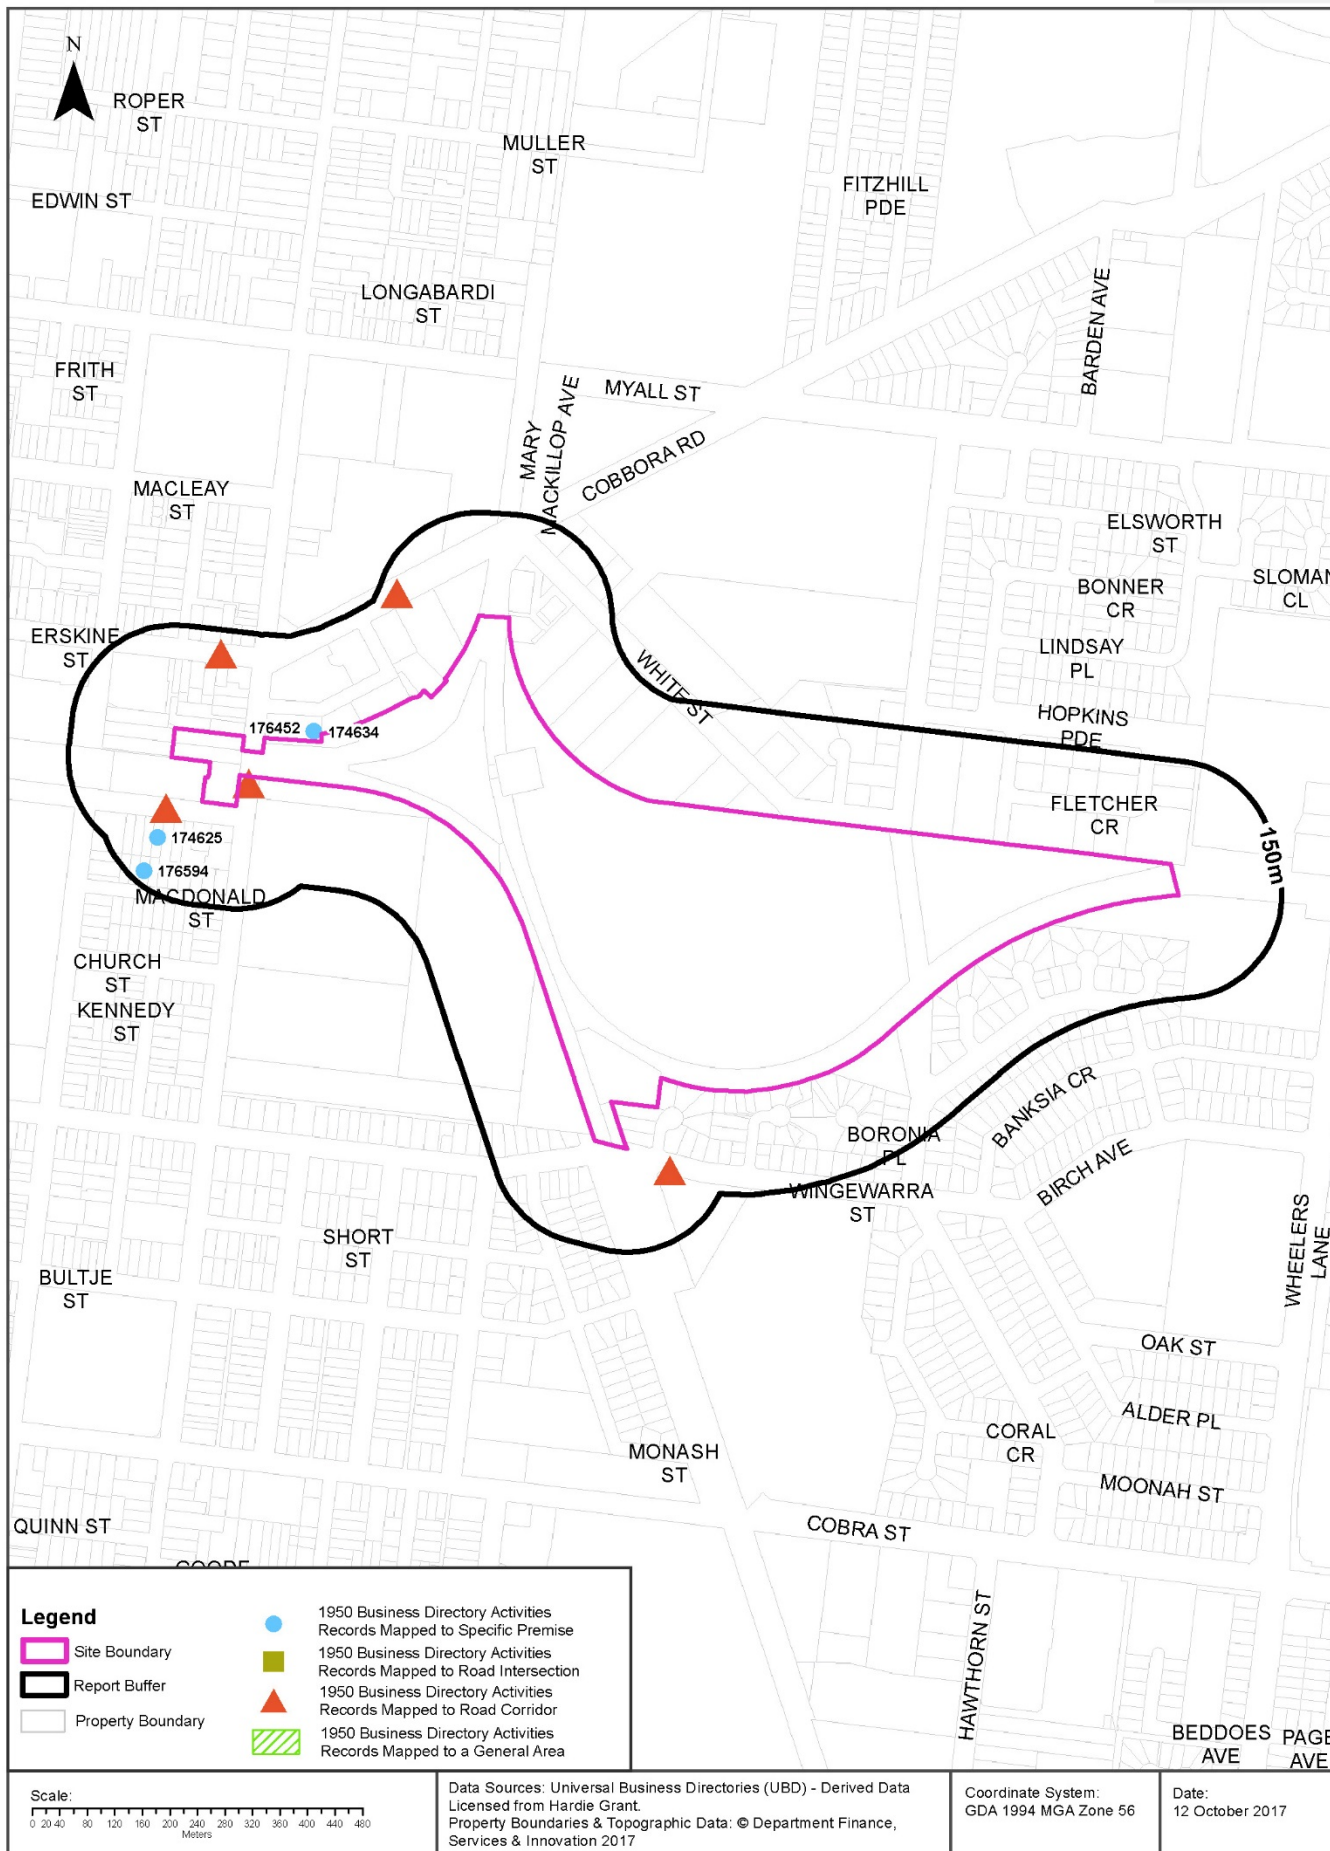 N
ROPER
ST
MULLER
ST
FITZHILL
PDE
EDWIN ST
LONGABARDI
ST
BARDEN AVE
FRITH
ST
MYALL ST
MARY
MACKILLOP AVE
COBBORA RD
MACLEAY
ST
ELSWORTH
ST
BONNER
CR
SLOMAN
CL
ERSKINE
ST
LINDSAY
PL
WHITE ST
HOPKINS
PDE
176452
174634
FLETCHER
CR
150m
174625
176594
MACDONALD
ST
CHURCH
ST
KENNEDY
ST
BANKSIA CR
BORONIA
PL
BIRCH AVE
WINGEWARRA
ST
SHORT
ST
WHEELERS
LANE
BULTJE
ST
OAK ST
ALDER PL
CORAL
CR
MONASH
ST
MOONAH ST
QUINN ST
COBRA ST
HAWTHORN ST
BEDDOES
AVE
PAGE
AVE
Legend
Site Boundary
Report Buffer
Property Boundary
1950 Business Directory Activities
Records Mapped to Specific Premise
1950 Business Directory Activities
Records Mapped to Road Intersection
1950 Business Directory Activities
Records Mapped to Road Corridor
1950 Business Directory Activities
Records Mapped to a General Area
Scale:
0 20 40 80 120 160 200 240 280 320 360 400 440 480
Meters
Data Sources: Universal Business Directories (UBD) - Derived Data
Licensed from Hardie Grant.
Property Boundaries & Topographic Data: © Department Finance,
Services & Innovation 2017
Coordinate System:
GDA 1994 MGA Zone 56
Date:
12 October 2017